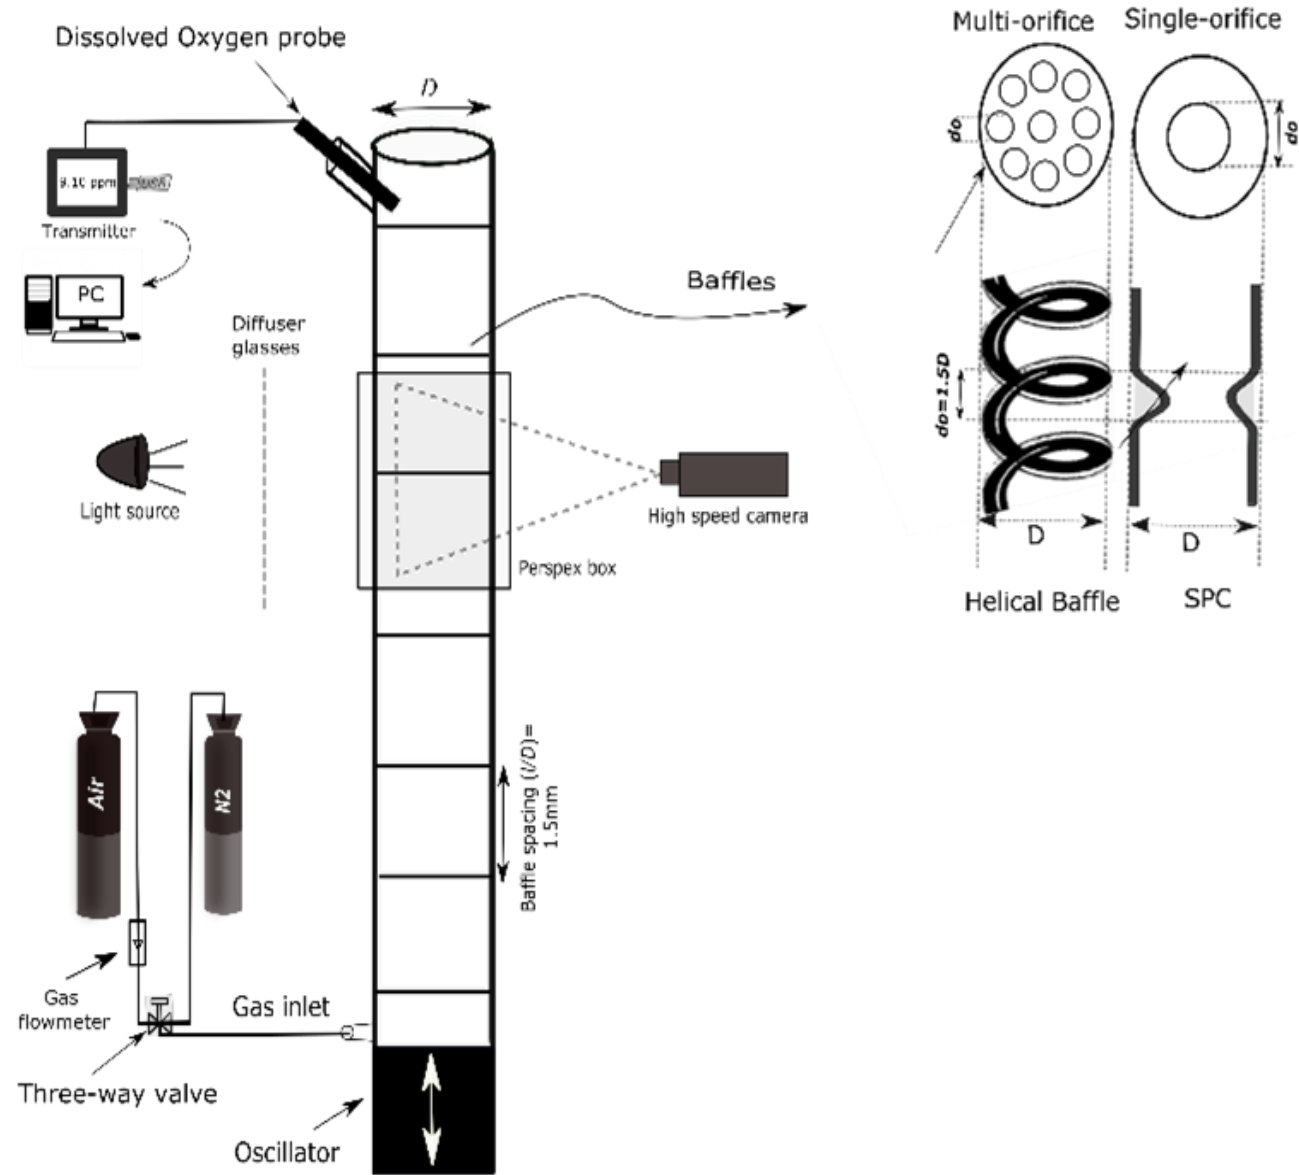 Dissolved Oxygen probe
D
9.10 ppm
Transmitter
PC
Diffuser
glasses
Light source
Baffles
High speed camera
Perspex box
Baffle spacing (l/D)=
1.5mm
Air
N2
Gas
flowmeter
Gas inlet
Three-way valve
Oscillator
Multi-orifice
Single-orifice
do
do
do=1.5D
D
D
Helical Baffle
SPC